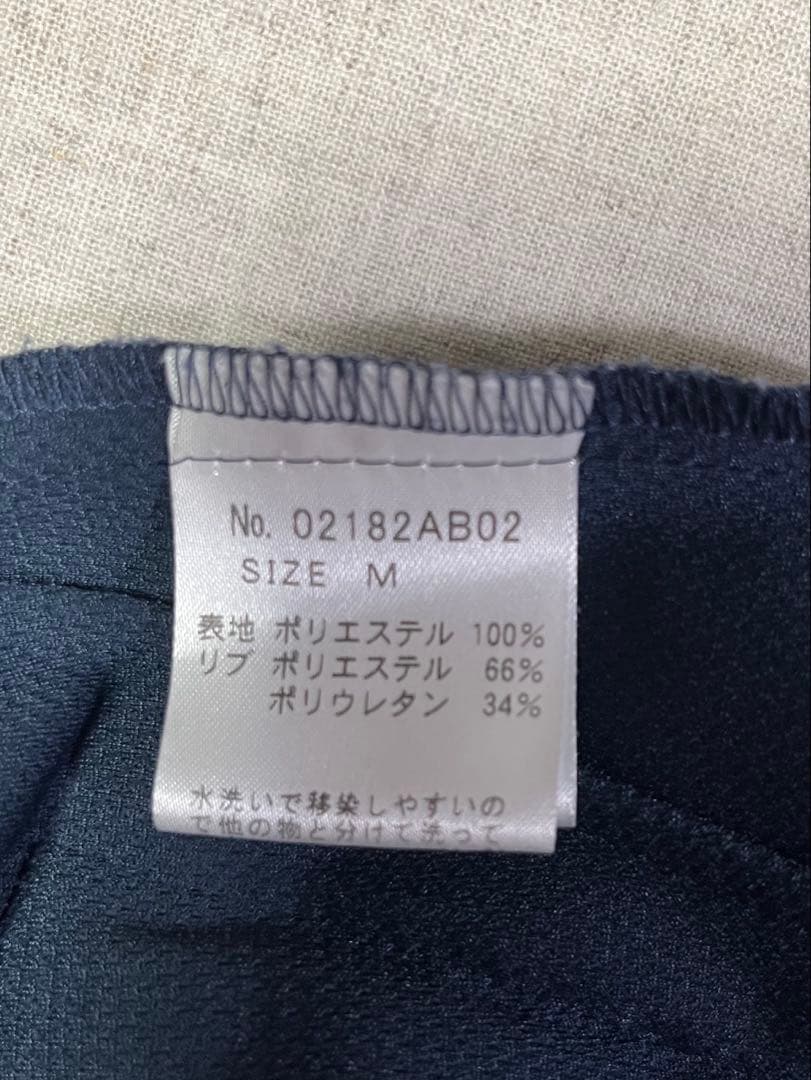 No. 02182AB02
SIZE M
表地 ポリエステル 100%
リブ ポリエステル 66%
ポリウレタン 34%
水洗いで移染しやすいの
で他の物と分けて洗って